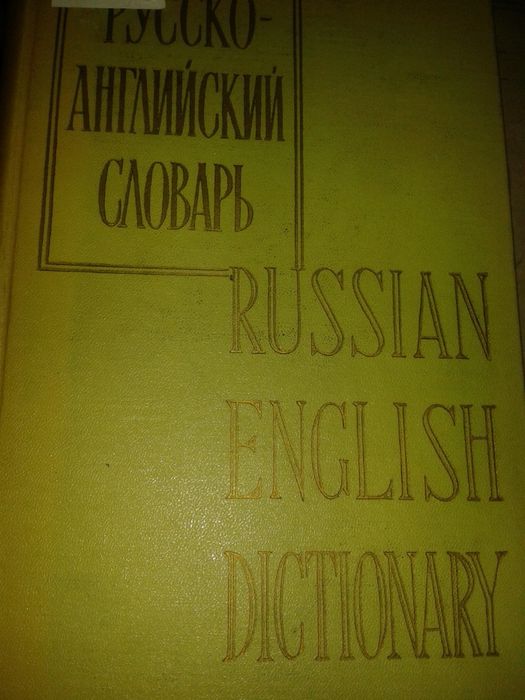 РУССКО-
АНГЛИЙСКИЙ
СЛОВАРЬ
RUSSIAN
ENGLISH
DICTIONARY